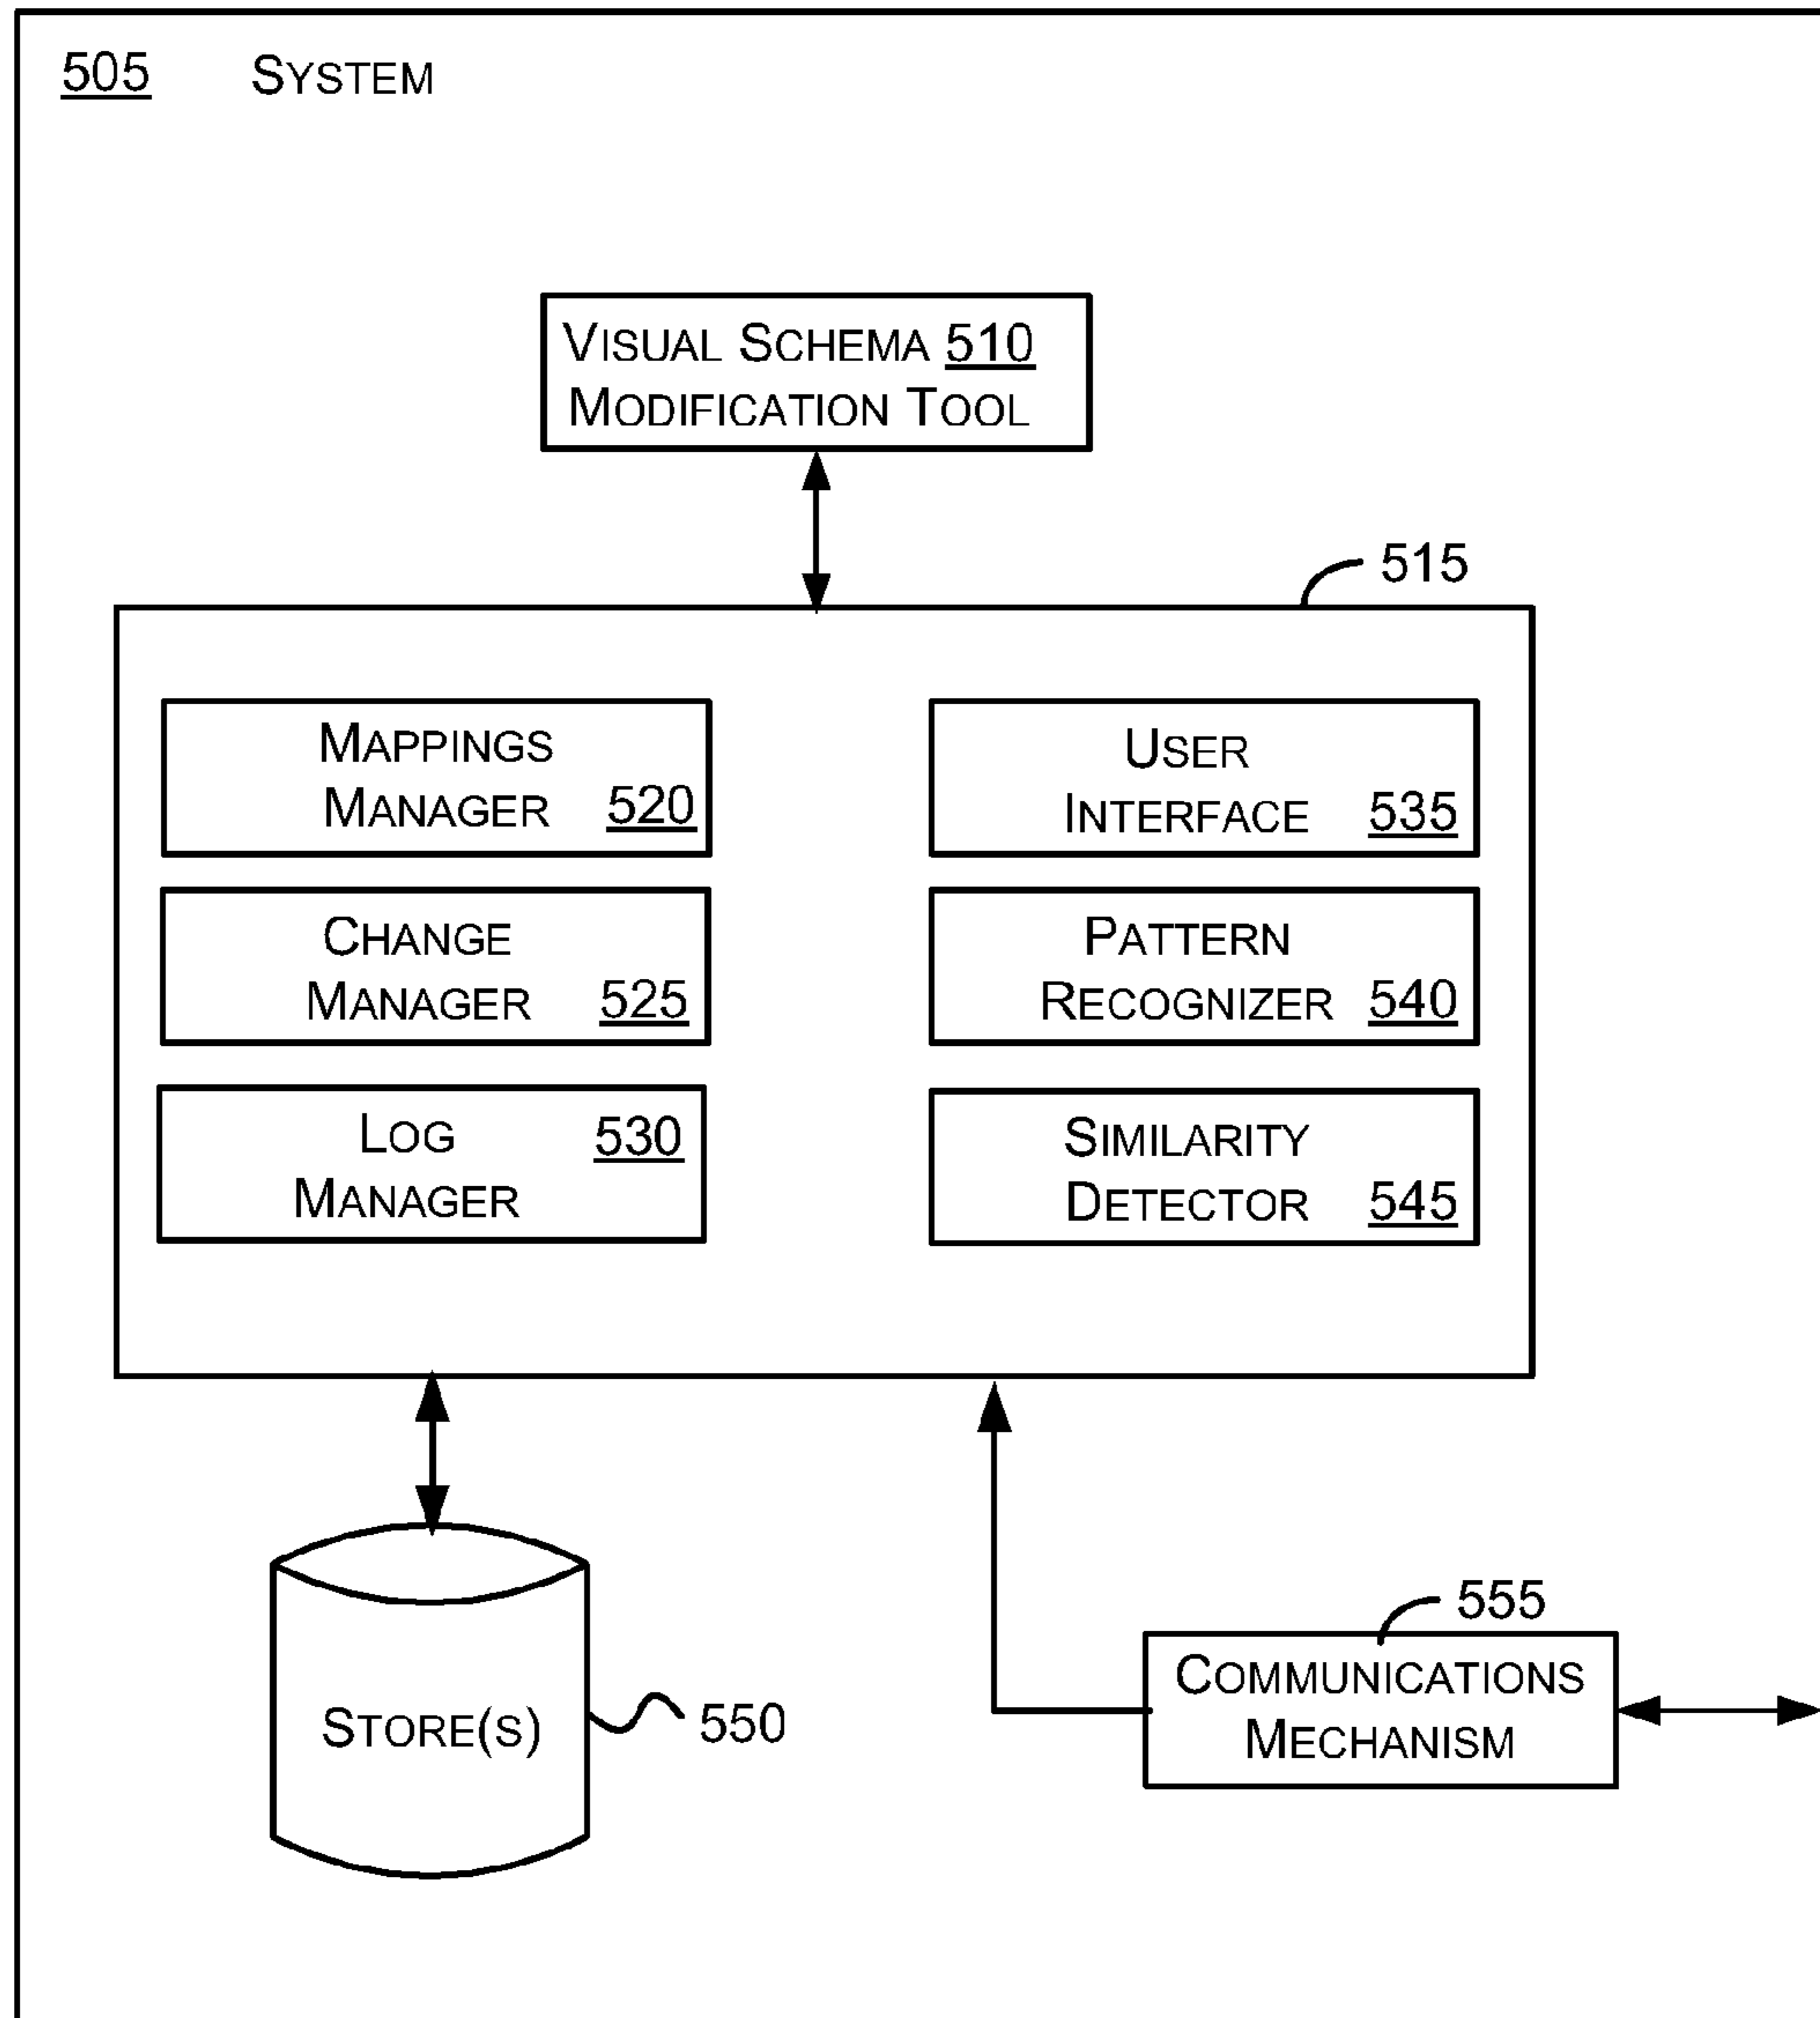 505 SYSTEM
VISUAL SCHEMA 510
MODIFICATION TOOL
515
MAPPINGS
MANAGER 520
USER
INTERFACE 535
CHANGE
MANAGER 525
PATTERN
RECOGNIZER 540
LOG 530
MANAGER
SIMILARITY
DETECTOR 545
STORE(S)
550
555
COMMUNICATIONS
MECHANISM